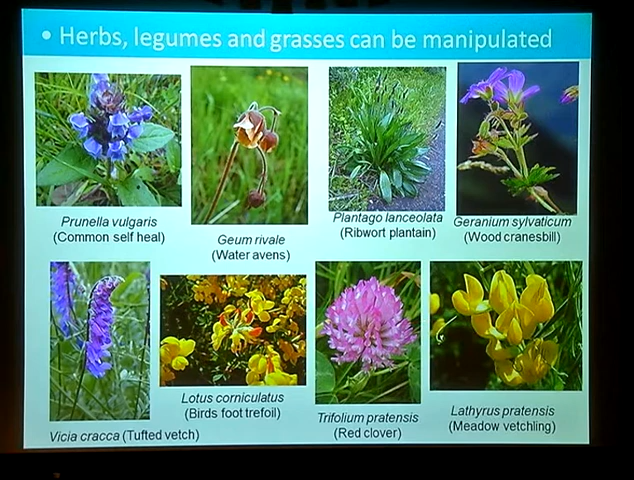 • Herbs, legumes and grasses can be manipulated
Prunella vulgaris
(Common self heal)
Geum rivale
(Water avens)
Plantago lanceolata
(Ribwort plantain)
Geranium sylvaticum
(Wood cranesbill)
Vicia cracca (Tufted vetch)
Lotus corniculatus
(Birds foot trefoil)
Trifolium pratensis
(Red clover)
Lathyrus pratensis
(Meadow vetchling)